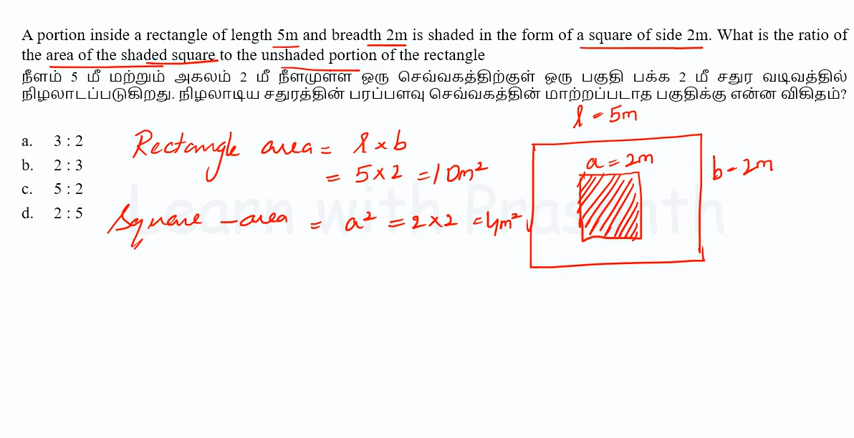 A portion inside a rectangle of length 5m and breadth 2m is shaded in the form of a square of side 2m. What is the ratio of
the area of the shaded square to the unshaded portion of the rectangle
நீளம் 5 மீ மற்றும் அகலம் 2 மீ நீளமுள்ள ஒரு செவ்வகத்திற்குள் ஒரு பகுதி பக்க 2 மீ சதுர வடிவத்தில்
நிழலாடப்படுகிறது. நிழலாடிய சதுரத்தின் பரப்பளவு செவ்வகத்தின் மாற்றப்படாத பகுதிக்கு என்ன விகிதம்?
l = 5m
a. 3 : 2
b. 2 : 3
c. 5 : 2
d. 2 : 5
Rectangle area = l x b
= 5 x 2 = 10m²
Square - area = a² = 2 x 2 = 4m²
a = 2m
b - 2m
Learn with Prasanth